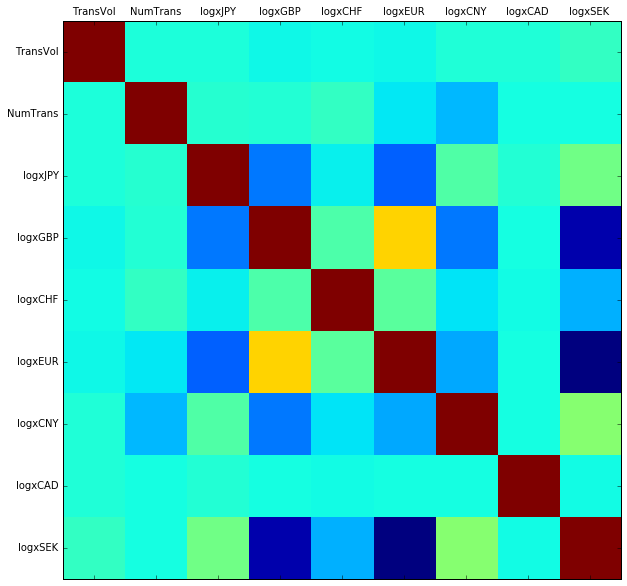 TransVol NumTrans logxJPY logxGBP logxCHF logxEUR logxCNY logxCAD logxSEK
TransVol
NumTrans
logxJPY
logxGBP
logxCHF
logxEUR
logxCNY
logxCAD
logxSEK